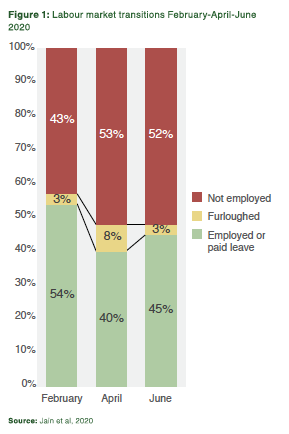 Figure 1: Labour market transitions February-April-June
2020
100%
90%
80%
70%
60%
50%
40%
30%
20%
10%
0%
43%
53%
52%
3%
8%
3%
54%
40%
45%
Not employed
Furloughed
Employed or
paid leave
February
April
June
Source: Jain et al, 2020